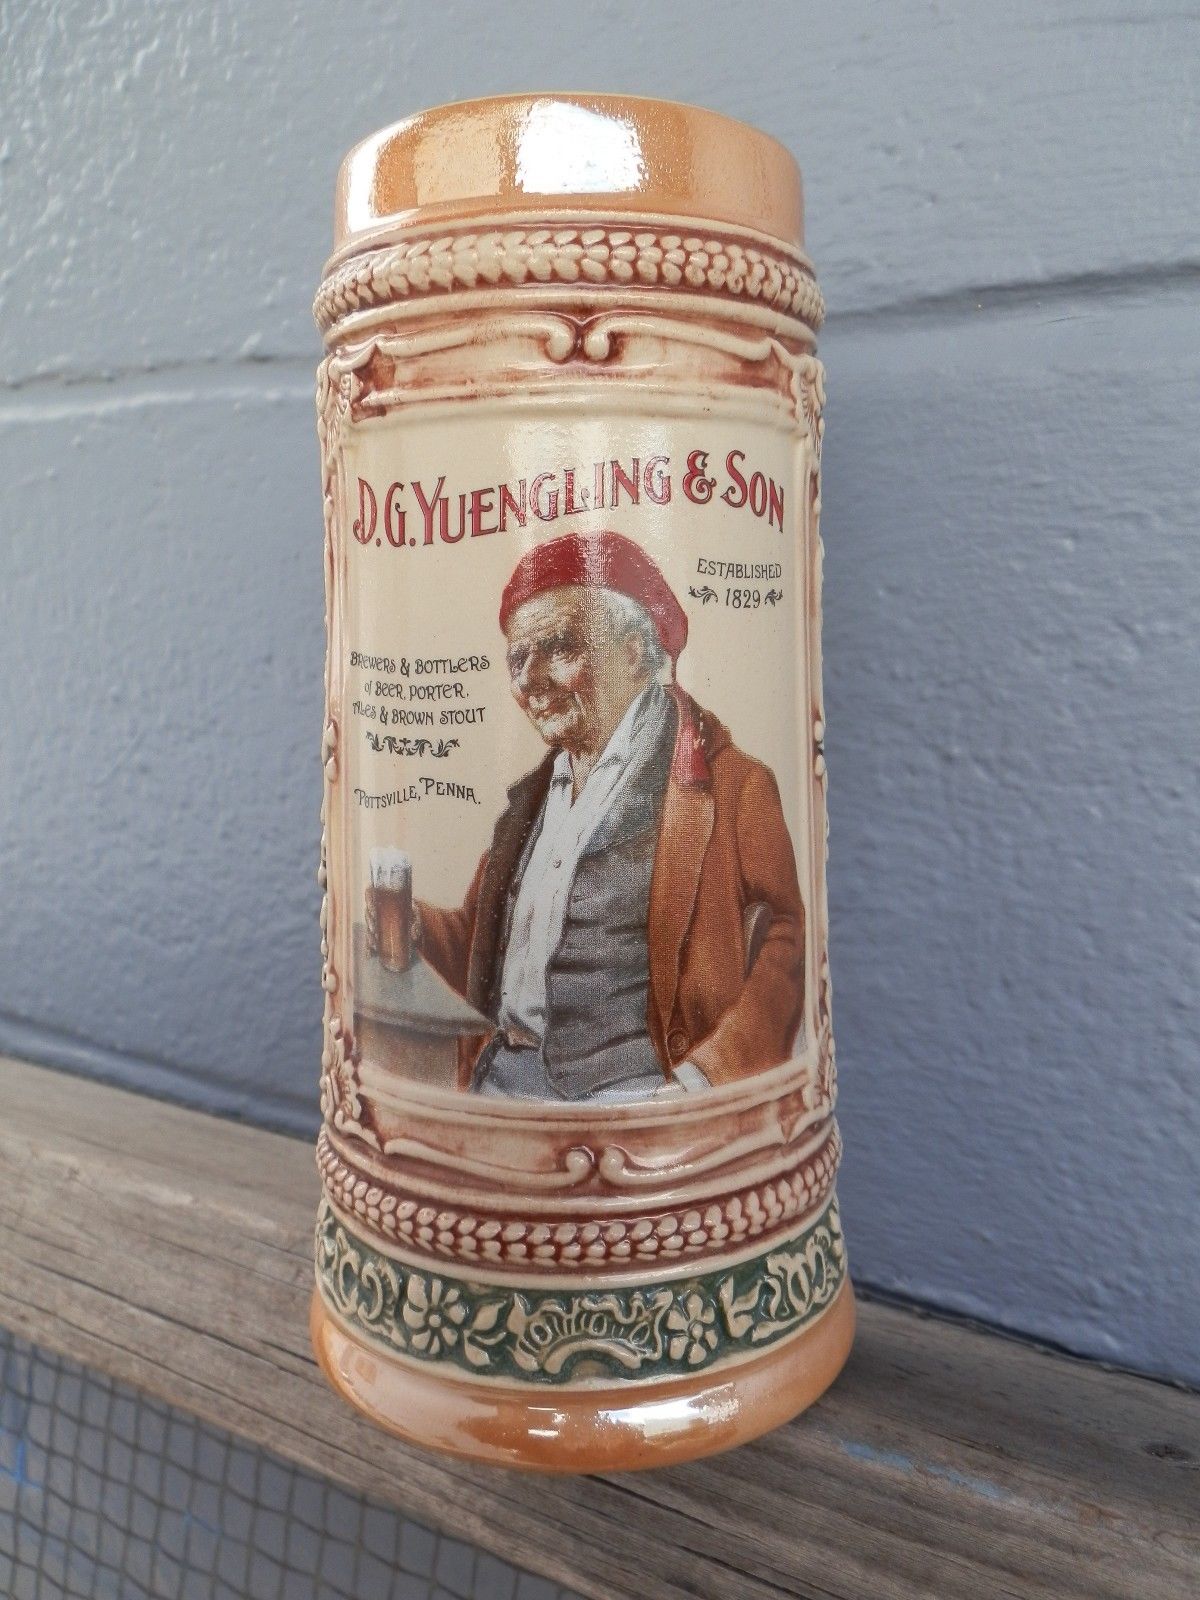 D.G. YUENGLING & SON
ESTABLISHED
1829
BREWERS & BOTTLERS
of BEER, PORTER,
ALES & BROWN STOUT
POTTSVILLE, PENNA.